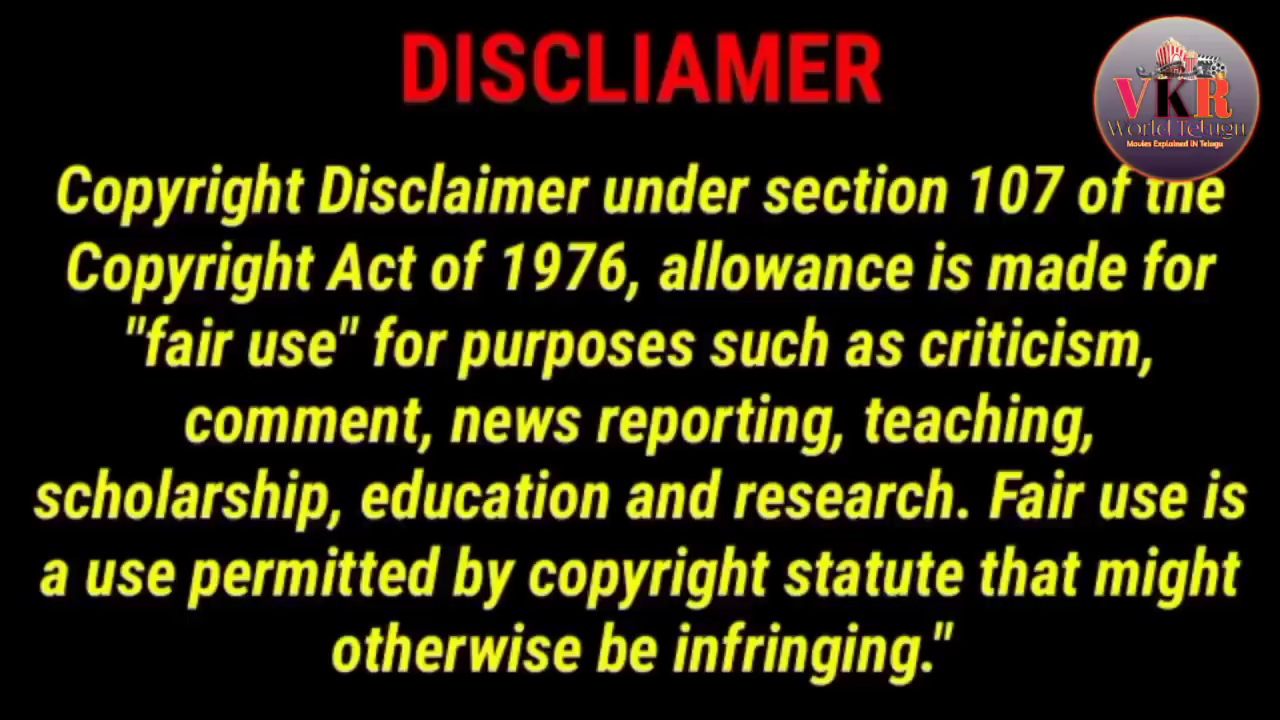 DISCLIAMER
VKR
World Telugu
Movies Explained IN Telugu
Copyright Disclaimer under section 107 of the
Copyright Act of 1976, allowance is made for
"fair use" for purposes such as criticism,
comment, news reporting, teaching,
scholarship, education and research. Fair use is
a use permitted by copyright statute that might
otherwise be infringing."